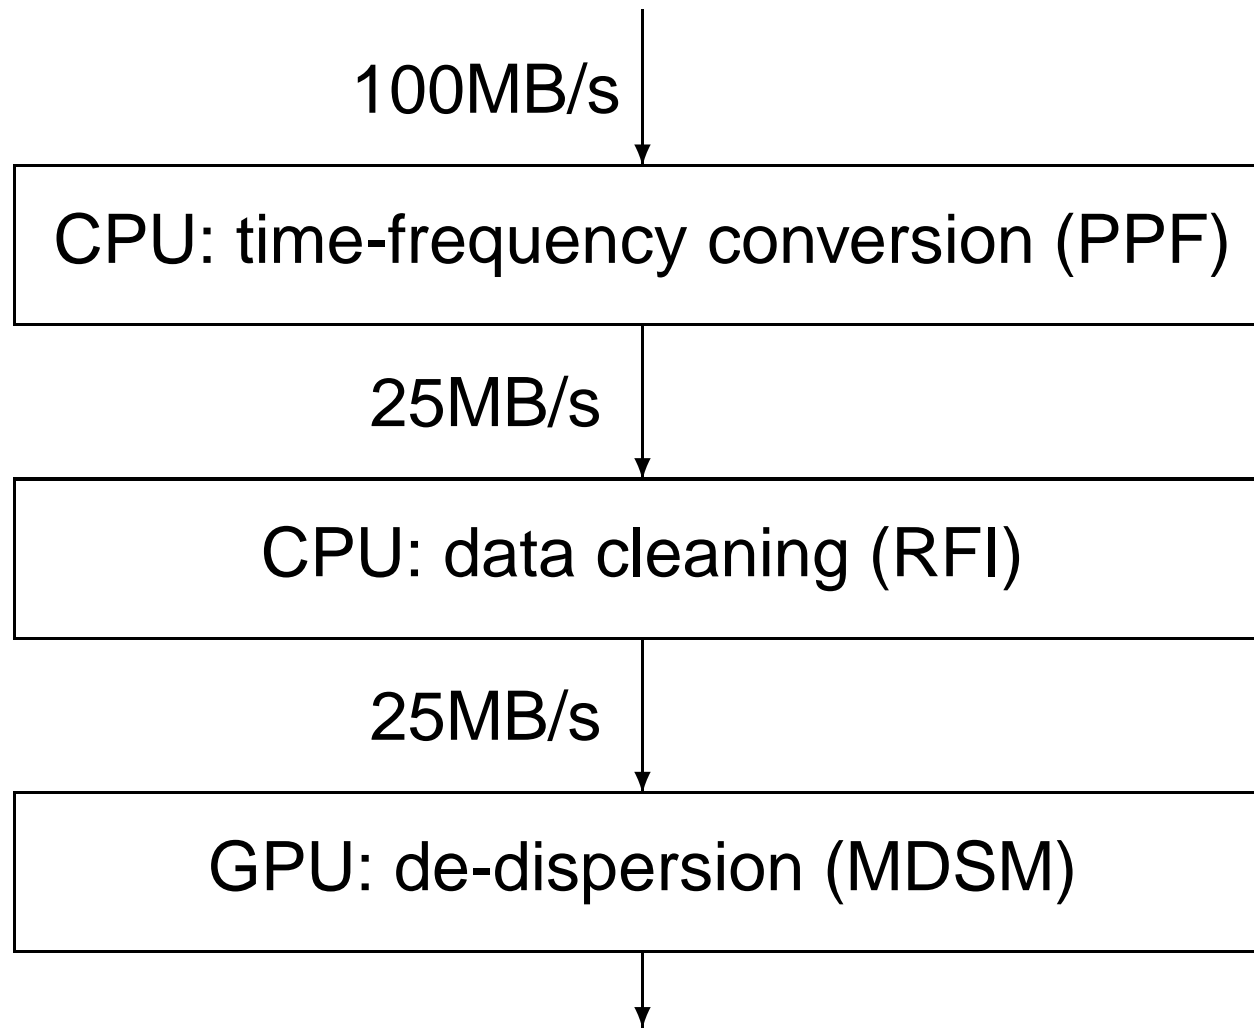 100MB/s
CPU: time-frequency conversion (PPF)
25MB/s
CPU: data cleaning (RFI)
25MB/s
GPU: de-dispersion (MDSM)